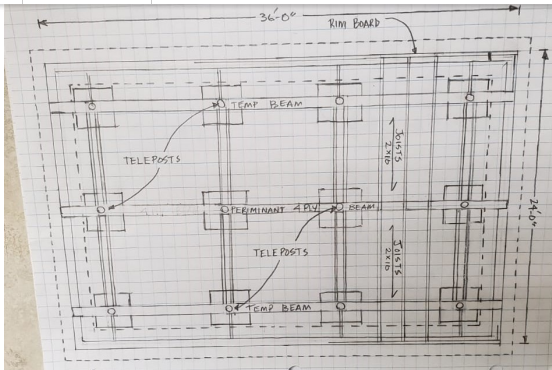 36'-0"
RIM BOARD
TEMP BEAM
JOISTS
2x10
TELEPOSTS
24'-0"
PERIMINANT 4 PLY BEAM
TELEPOSTS
JOISTS
2x10
TEMP BEAM